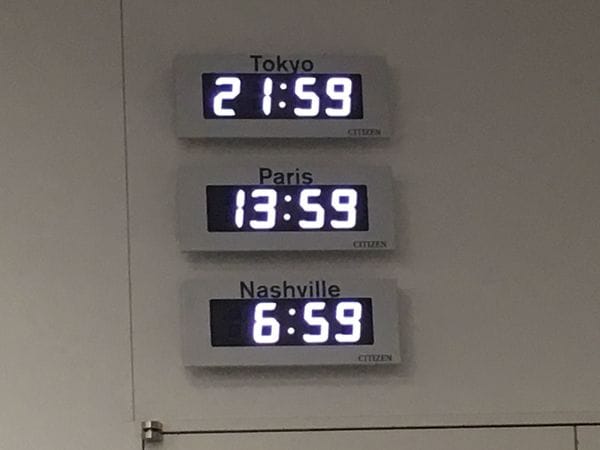 Tokyo
21:59
CITIZEN
Paris
13:59
CITIZEN
Nashville
6:59
CITIZEN